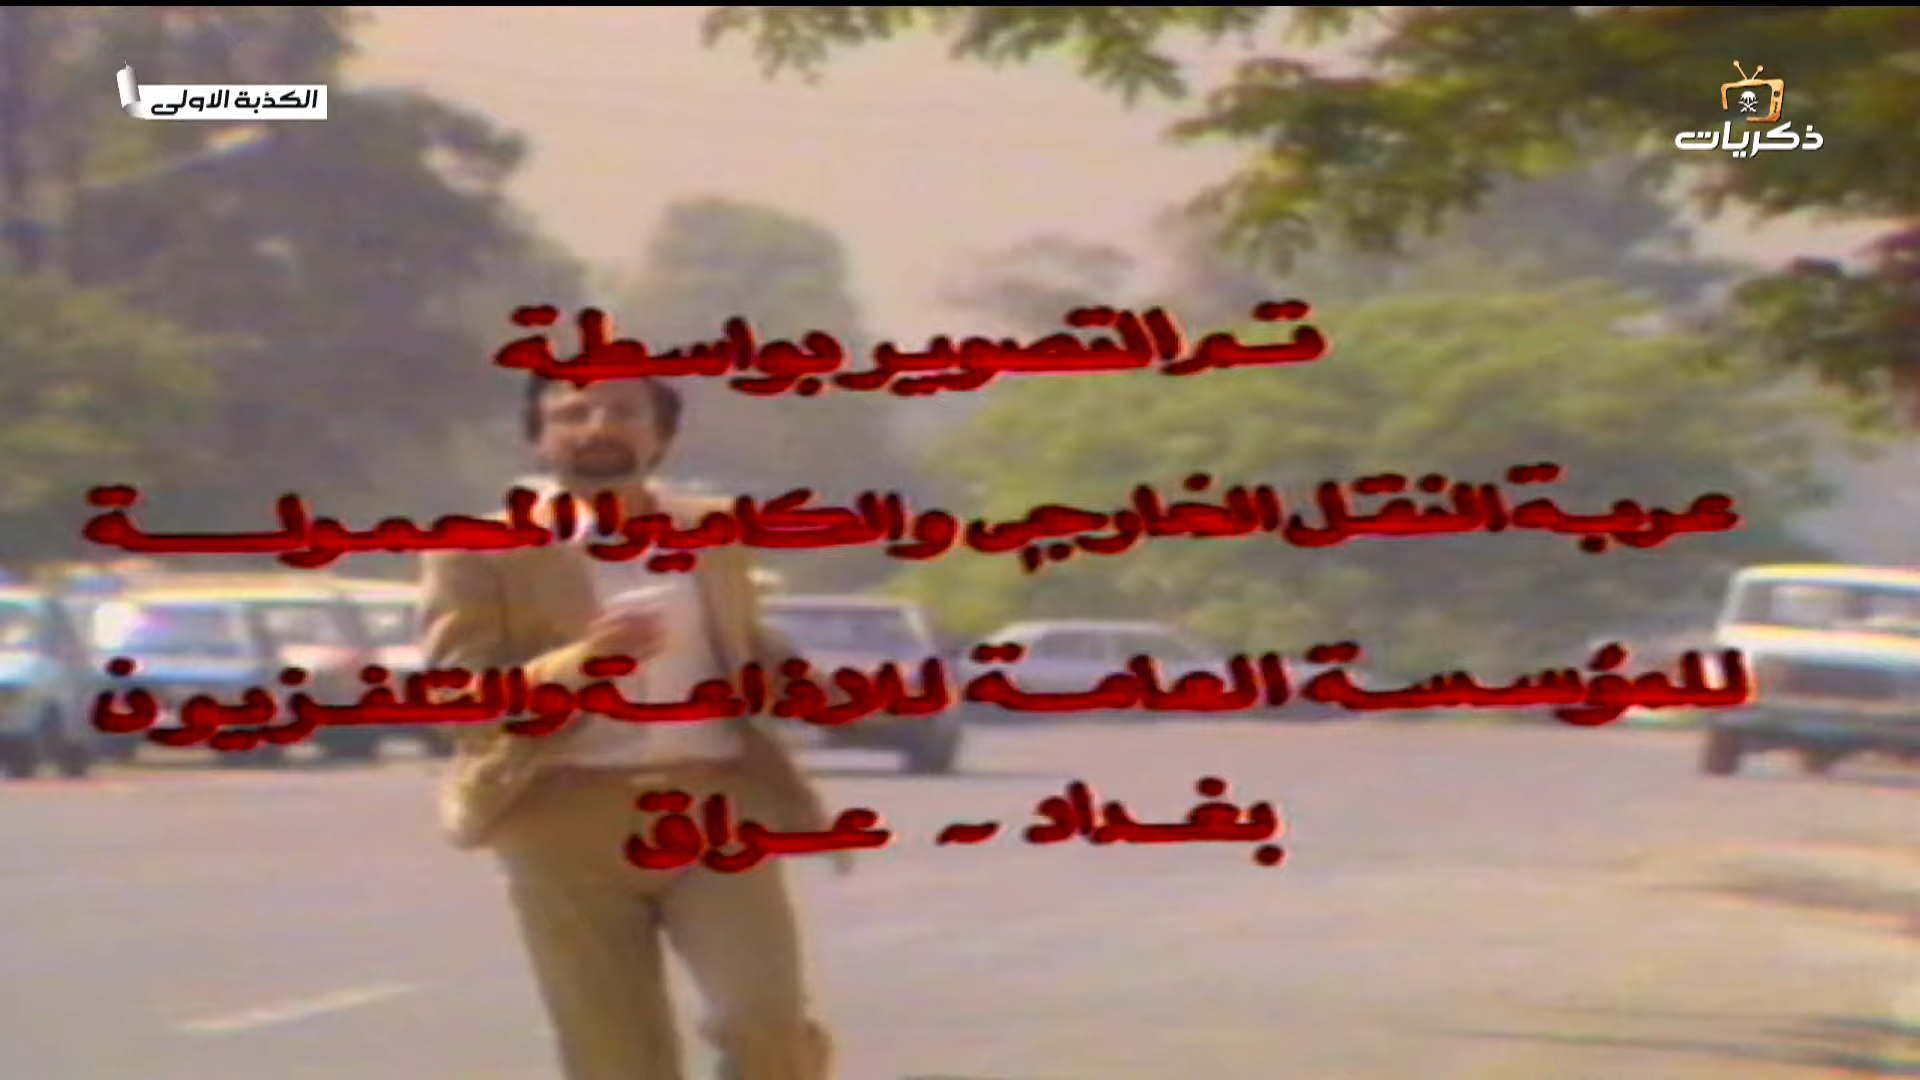 الكذبة الاولى
ذكريات
تم التصوير بواسطة
عربة النقل الخارجي والكاميرا المحمولة
للمؤسسة العامة للاذاعة والتلفزيون
بغداد - عراق